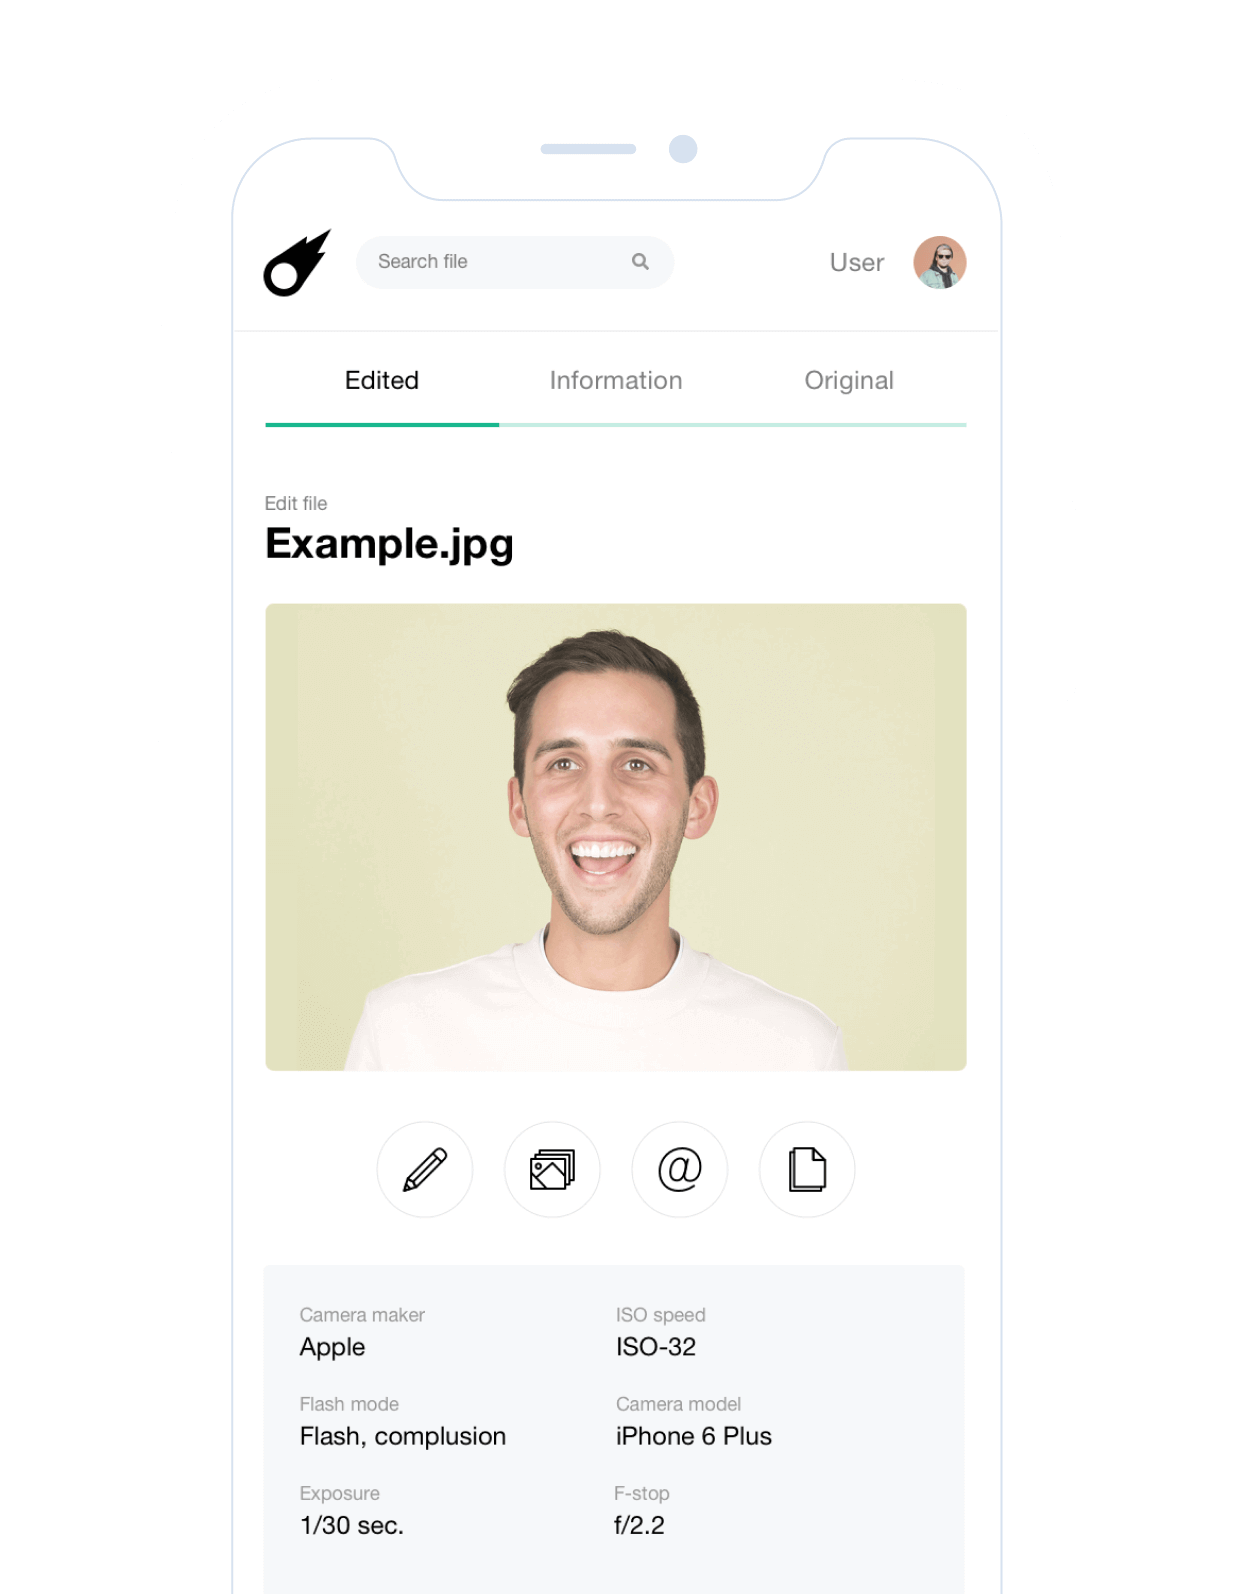 Search file
User
Edited
Information
Original
Edit file
Example.jpg
@
Camera maker
ISO speed
Apple
ISO-32
Flash mode
Camera model
Flash, complusion
iPhone 6 Plus
Exposure
F-stop
1/30 sec.
f/2.2